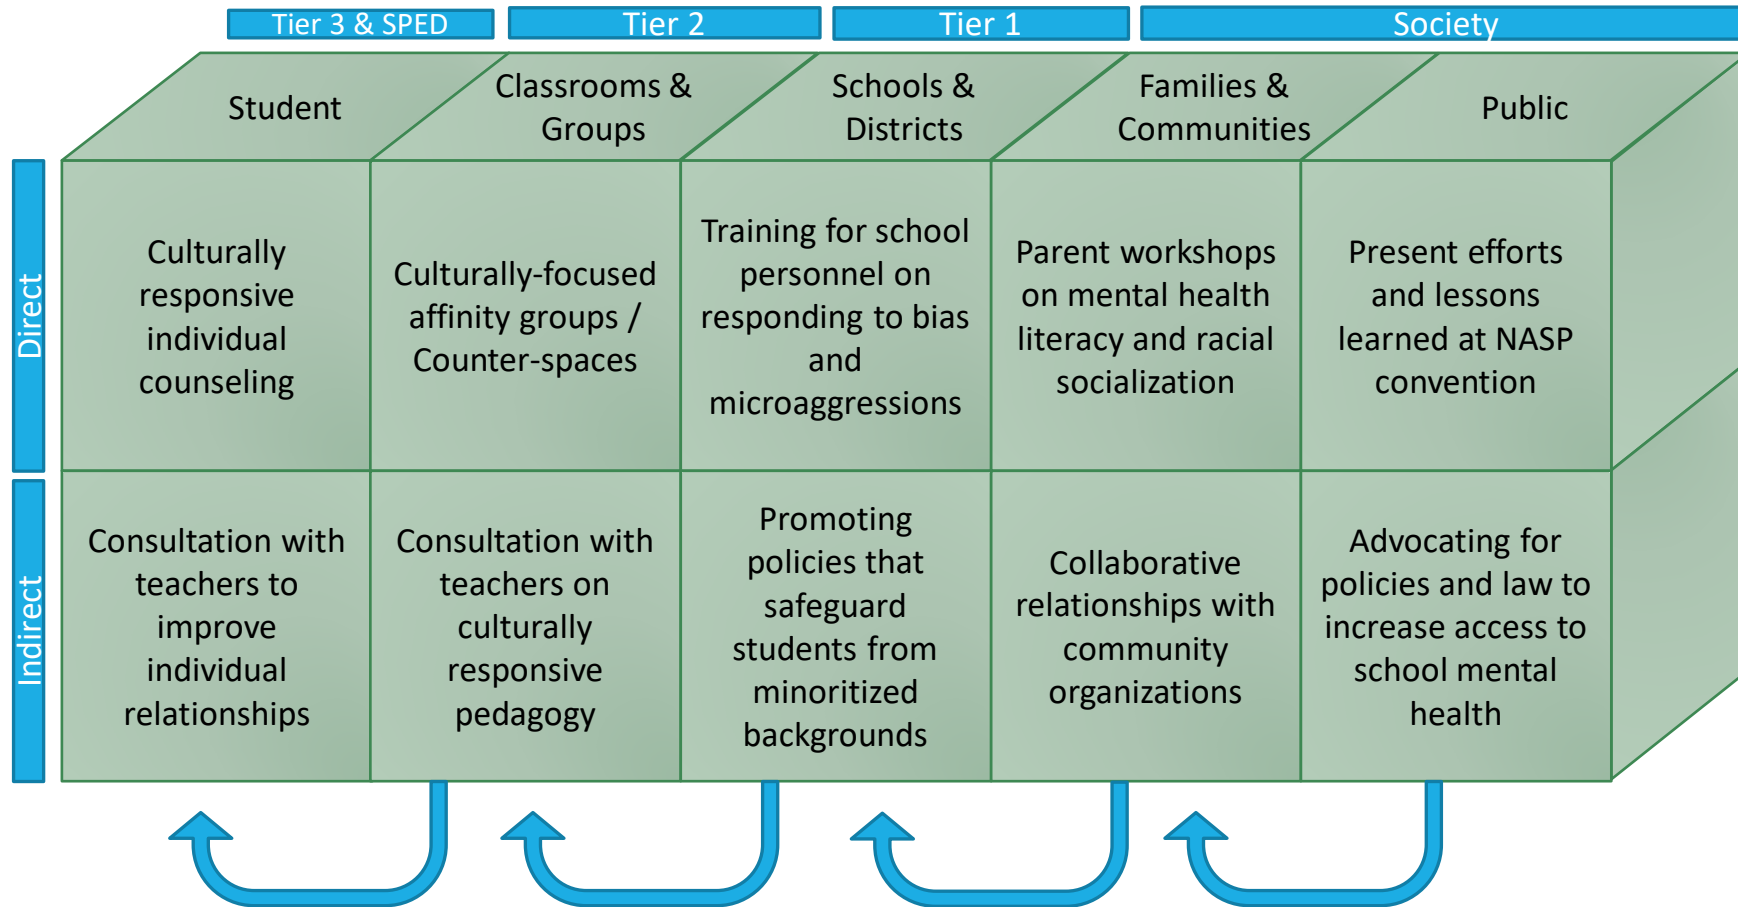 Tier 3 & SPED
Tier 2
Tier 1
Society
Student
Classrooms &
Groups
Schools &
Districts
Families &
Communities
Public
Direct
Culturally
responsive
individual
counseling
Culturally-focused
affinity groups /
Counter-spaces
Training for school
personnel on
responding to bias
and
microaggressions
Parent workshops
on mental health
literacy and racial
socialization
Present efforts
and lessons
learned at NASP
convention
Indirect
Consultation with
teachers to
improve
individual
relationships
Consultation with
teachers on
culturally
responsive
pedagogy
Promoting
policies that
safeguard
students from
minoritized
backgrounds
Collaborative
relationships with
community
organizations
Advocating for
policies and law to
increase access to
school mental
health